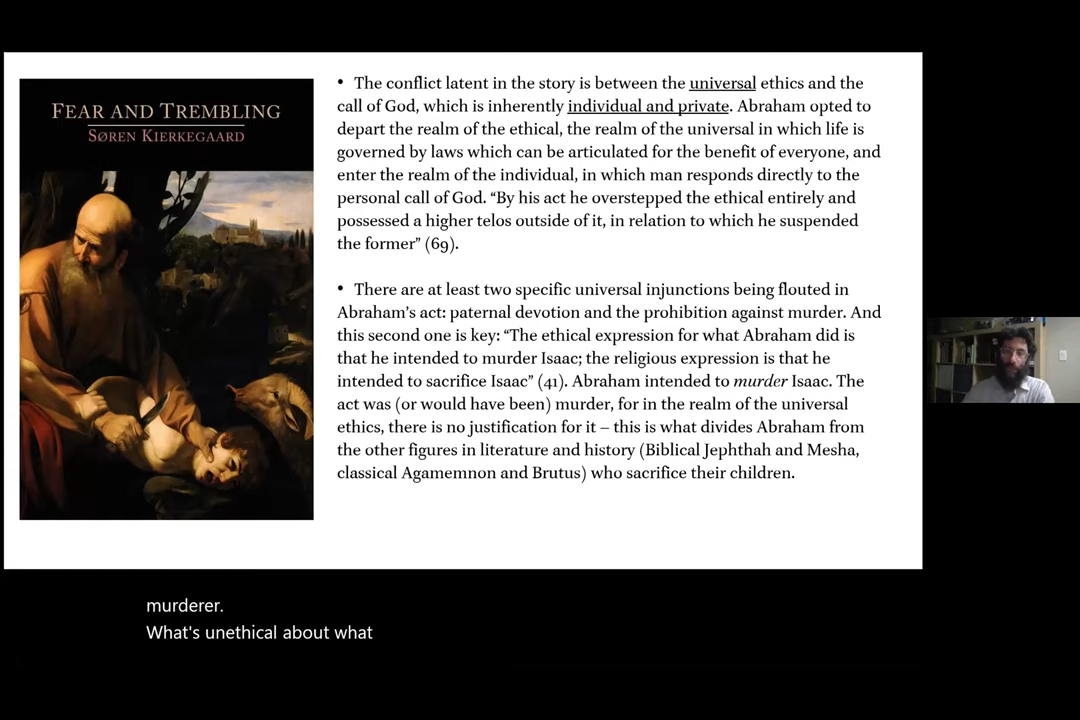 FEAR AND TREMBLING
SØREN KIERKEGAARD
• The conflict latent in the story is between the universal ethics and the
call of God, which is inherently individual and private. Abraham opted to
depart the realm of the ethical, the realm of the universal in which life is
governed by laws which can be articulated for the benefit of everyone, and
enter the realm of the individual, in which man responds directly to the
personal call of God. “By his act he overstepped the ethical entirely and
possessed a higher telos outside of it, in relation to which he suspended
the former” (69).
• There are at least two specific universal injunctions being flouted in
Abraham’s act: paternal devotion and the prohibition against murder. And
this second one is key: “The ethical expression for what Abraham did is
that he intended to murder Isaac; the religious expression is that he
intended to sacrifice Isaac” (41). Abraham intended to murder Isaac. The
act was (or would have been) murder, for in the realm of the universal
ethics, there is no justification for it – this is what divides Abraham from
the other figures in literature and history (Biblical Jephthah and Mesha,
classical Agamemnon and Brutus) who sacrifice their children.
murderer.
What's unethical about what